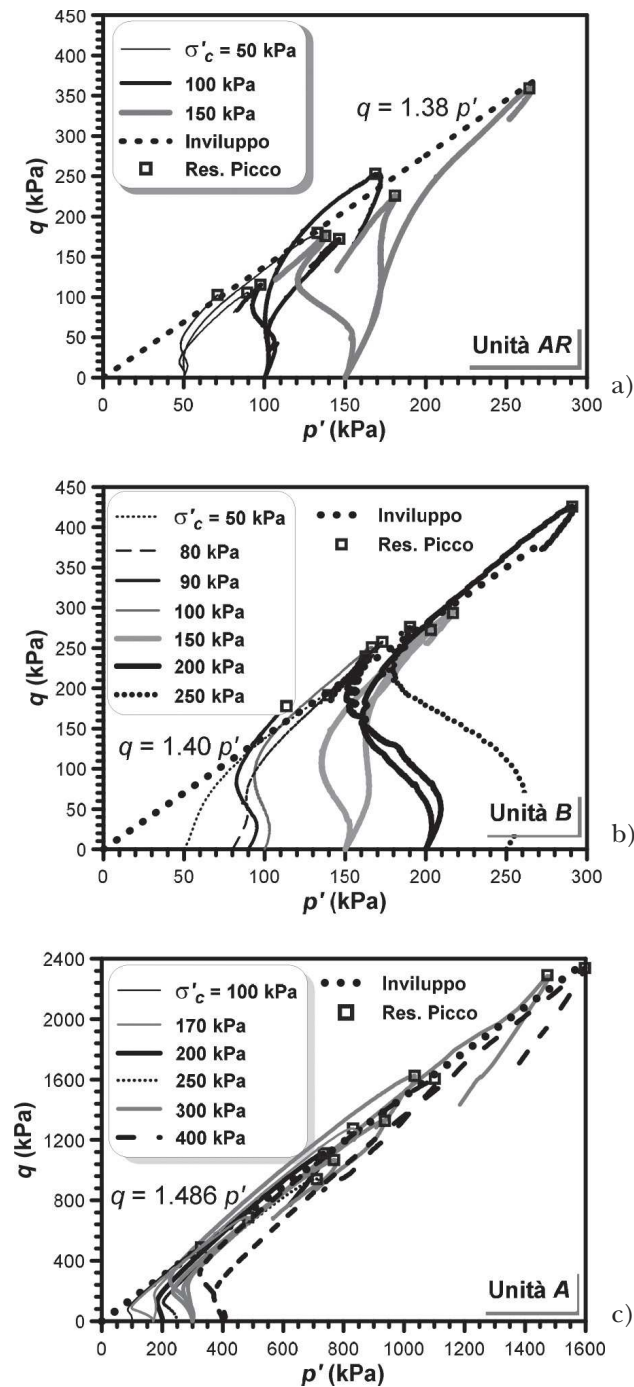 450
400
350
300
250
200
150
100
50
0
q (kPa)
σ'c = 50 kPa
100 kPa
150 kPa
Inviluppo
Res. Picco
q = 1.38 p'
Unità AR
0 50 100 150 200 250 300
p' (kPa)
a)
450
400
350
300
250
200
150
100
50
0
q (kPa)
σ'c = 50 kPa
80 kPa
90 kPa
100 kPa
150 kPa
200 kPa
250 kPa
Inviluppo
Res. Picco
q = 1.40 p'
Unità B
0 50 100 150 200 250 300
p' (kPa)
b)
2400
2000
1600
1200
800
400
0
q (kPa)
σ'c = 100 kPa
170 kPa
200 kPa
250 kPa
300 kPa
400 kPa
Inviluppo
Res. Picco
q = 1.486 p'
Unità A
0 200 400 600 800 1000 1200 1400 1600
p' (kPa)
c)